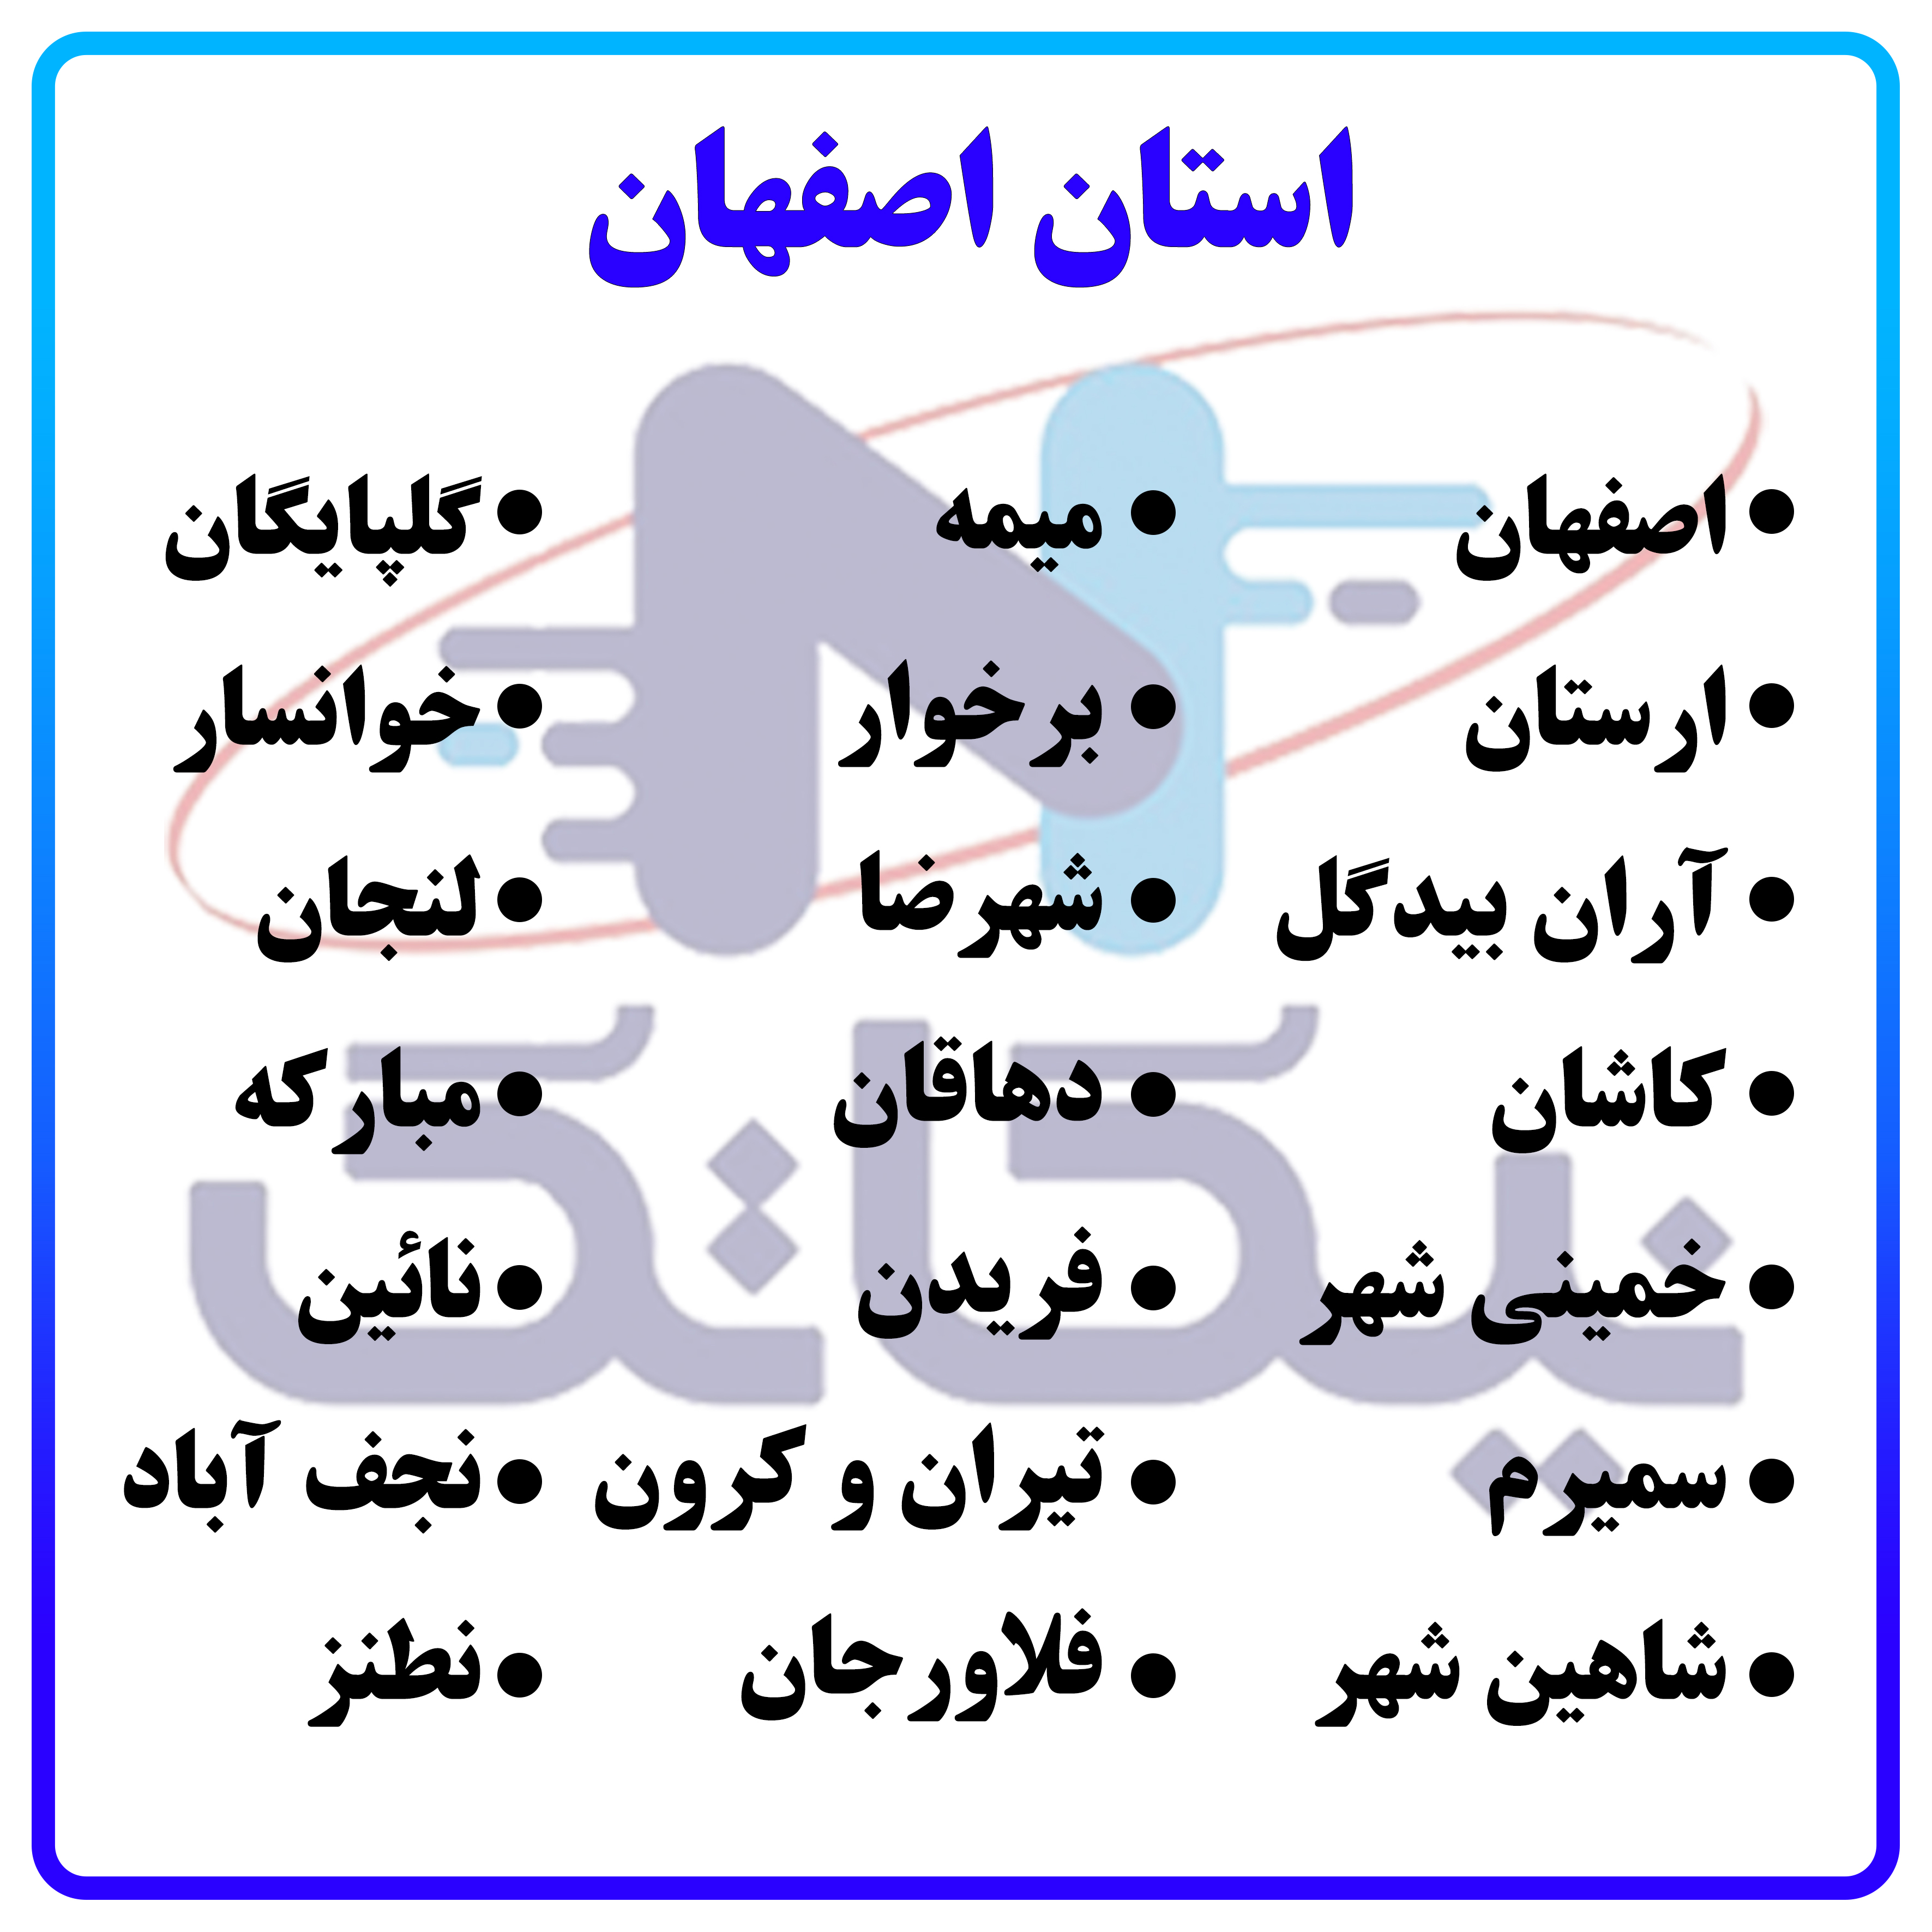 استان اصفهان
• اصفهان
• ارستان
• آران بیدگل
• کاشان
• خمینی شهر
• سمیرم
• شاهین شهر
• میمه
• برخوار
• شهرضا
• دهاقان
• فریدن
• تیران و کرون
• فلاورجان
• گلپایگان
• خوانسار
• لنجان
• مبارکه
• نائین
• نجف آباد
• نطنز
نیکاتک